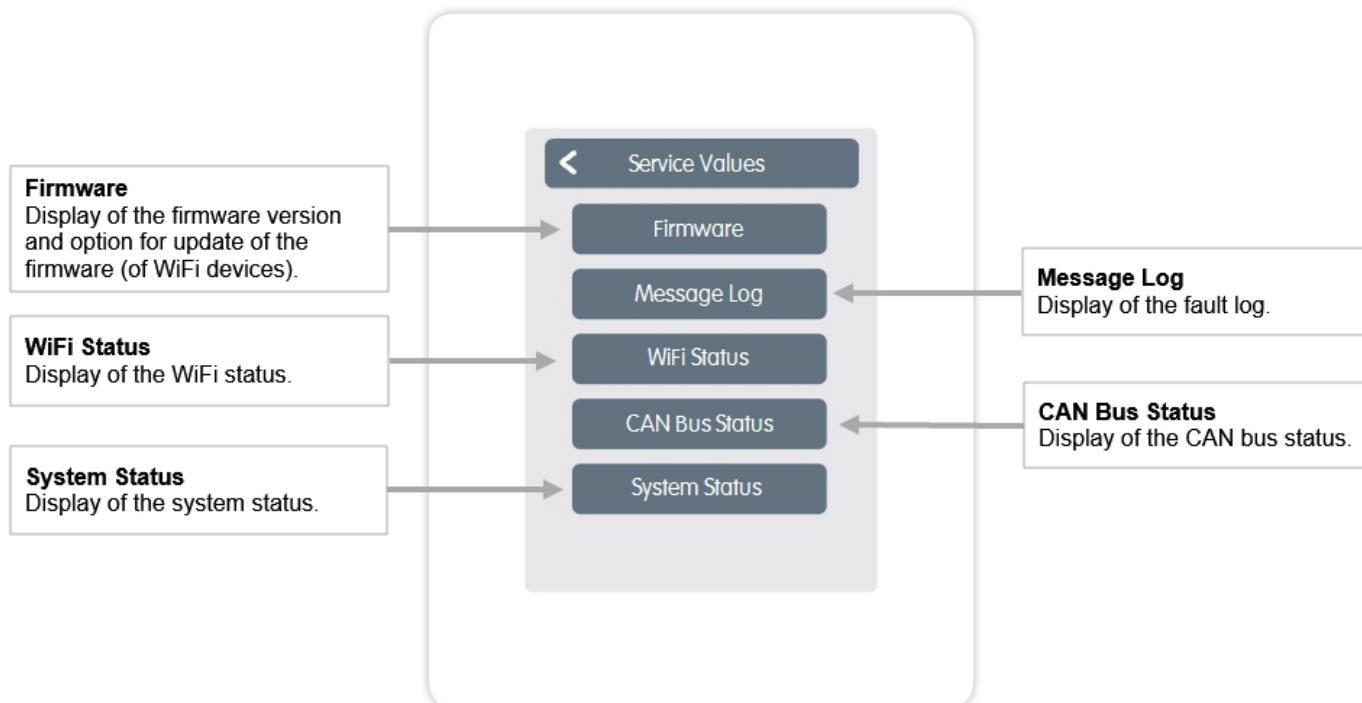 Service Values
Firmware
Message Log
WiFi Status
CAN Bus Status
System Status
Firmware
Display of the firmware version
and option for update of the
firmware (of WiFi devices).
WiFi Status
Display of the WiFi status.
System Status
Display of the system status.
Message Log
Display of the fault log.
CAN Bus Status
Display of the CAN bus status.